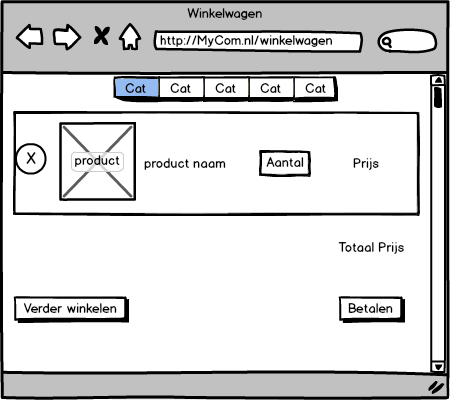 Winkelwagen
http://MyCom.nl/winkelwagen
Cat Cat Cat Cat Cat
X product product naam Aantal Prijs
Totaal Prijs
Verder winkelen Betalen